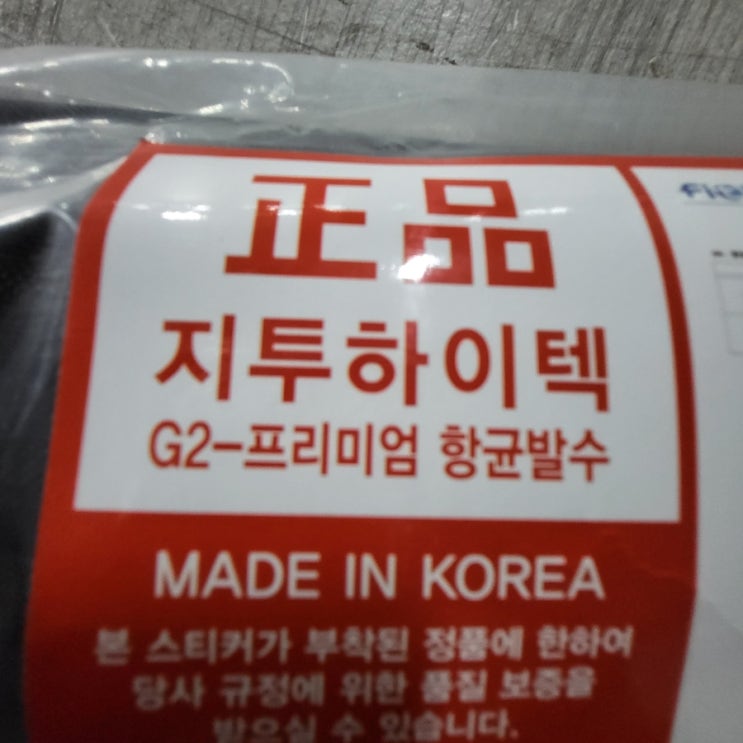 正品
지투하이텍
G2-프리미엄 항균발수
MADE IN KOREA
본 스티커가 부착된 정품에 한하여
당사 규정에 위한 품질 보증을
받으실 수 있습니다.